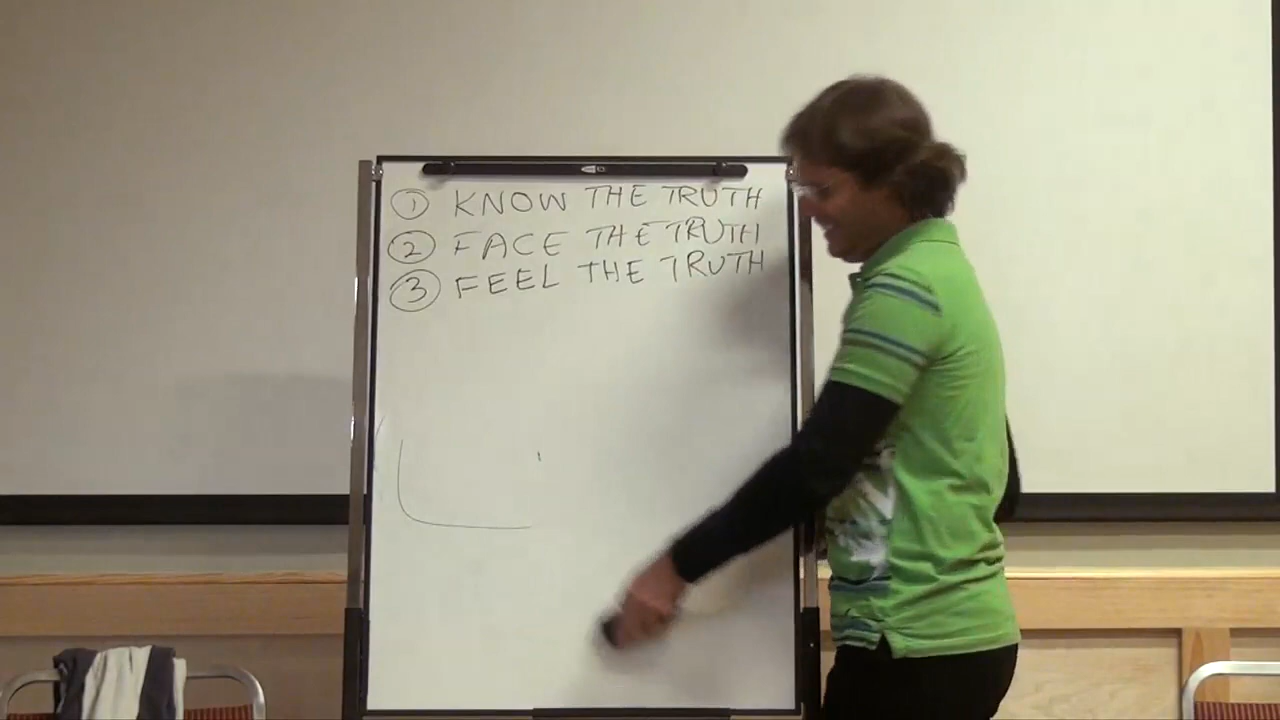 ① KNOW THE TRUTH
② FACE THE TRUTH
③ FEEL THE TRUTH